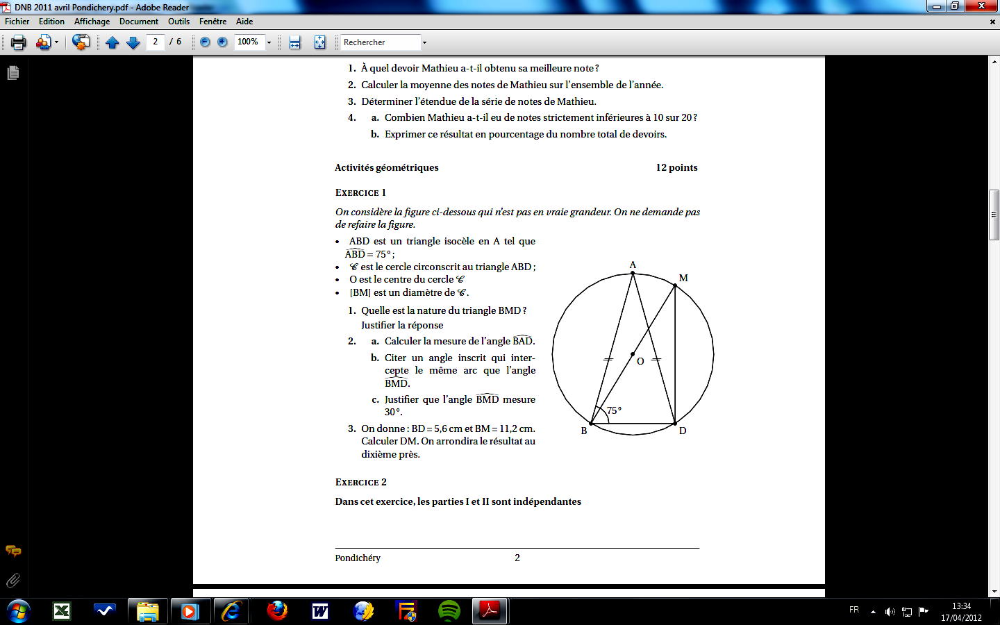 DNB 2011 avril Pondichery.pdf - Adobe Reader
Fichier Edition Affichage Document Outils Fenêtre Aide
2 / 6 100% Rechercher
1. À quel devoir Mathieu a-t-il obtenu sa meilleure note ?
2. Calculer la moyenne des notes de Mathieu sur l'ensemble de l'année.
3. Déterminer l'étendue de la série de notes de Mathieu.
4. a. Combien Mathieu a-t-il eu de notes strictement inférieures à 10 sur 20 ?
b. Exprimer ce résultat en pourcentage du nombre total de devoirs.
Activités géométriques 12 points
EXERCICE 1
On considère la figure ci-dessous qui n'est pas en vraie grandeur. On ne demande pas
de refaire la figure.
• ABD est un triangle isocèle en A tel que
ABD = 75° ;
• 𝒞 est le cercle circonscrit au triangle ABD ;
• O est le centre du cercle 𝒞
• [BM] est un diamètre de 𝒞.
1. Quelle est la nature du triangle BMD ?
Justifier la réponse
2. a. Calculer la mesure de l'angle BAD.
b. Citer un angle inscrit qui inter-
cepte le même arc que l'angle
BMD.
c. Justifier que l'angle BMD mesure
30°.
3. On donne : BD = 5,6 cm et BM = 11,2 cm.
Calculer DM. On arrondira le résultat au
dixième près.
A
M
O
75°
B
D
EXERCICE 2
Dans cet exercice, les parties I et II sont indépendantes
Pondichéry 2
FR 13:34
17/04/2012